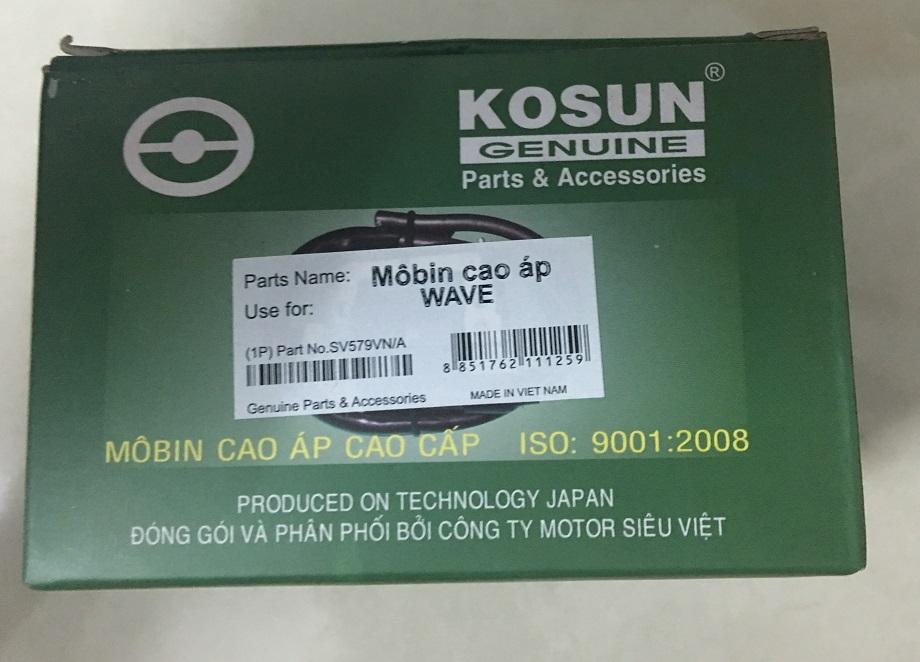 KOSUN®
GENUINE
Parts & Accessories
Parts Name: Môbin cao áp
Use for: WAVE
(1P) Part No.SV579VN/A
8 851762 111259
Genuine Parts & Accessories MADE IN VIET NAM
MÔBIN CAO ÁP CAO CẤP ISO: 9001:2008
PRODUCED ON TECHNOLOGY JAPAN
ĐÓNG GÓI VÀ PHÂN PHỐI BỞI CÔNG TY MOTOR SIÊU VIỆT